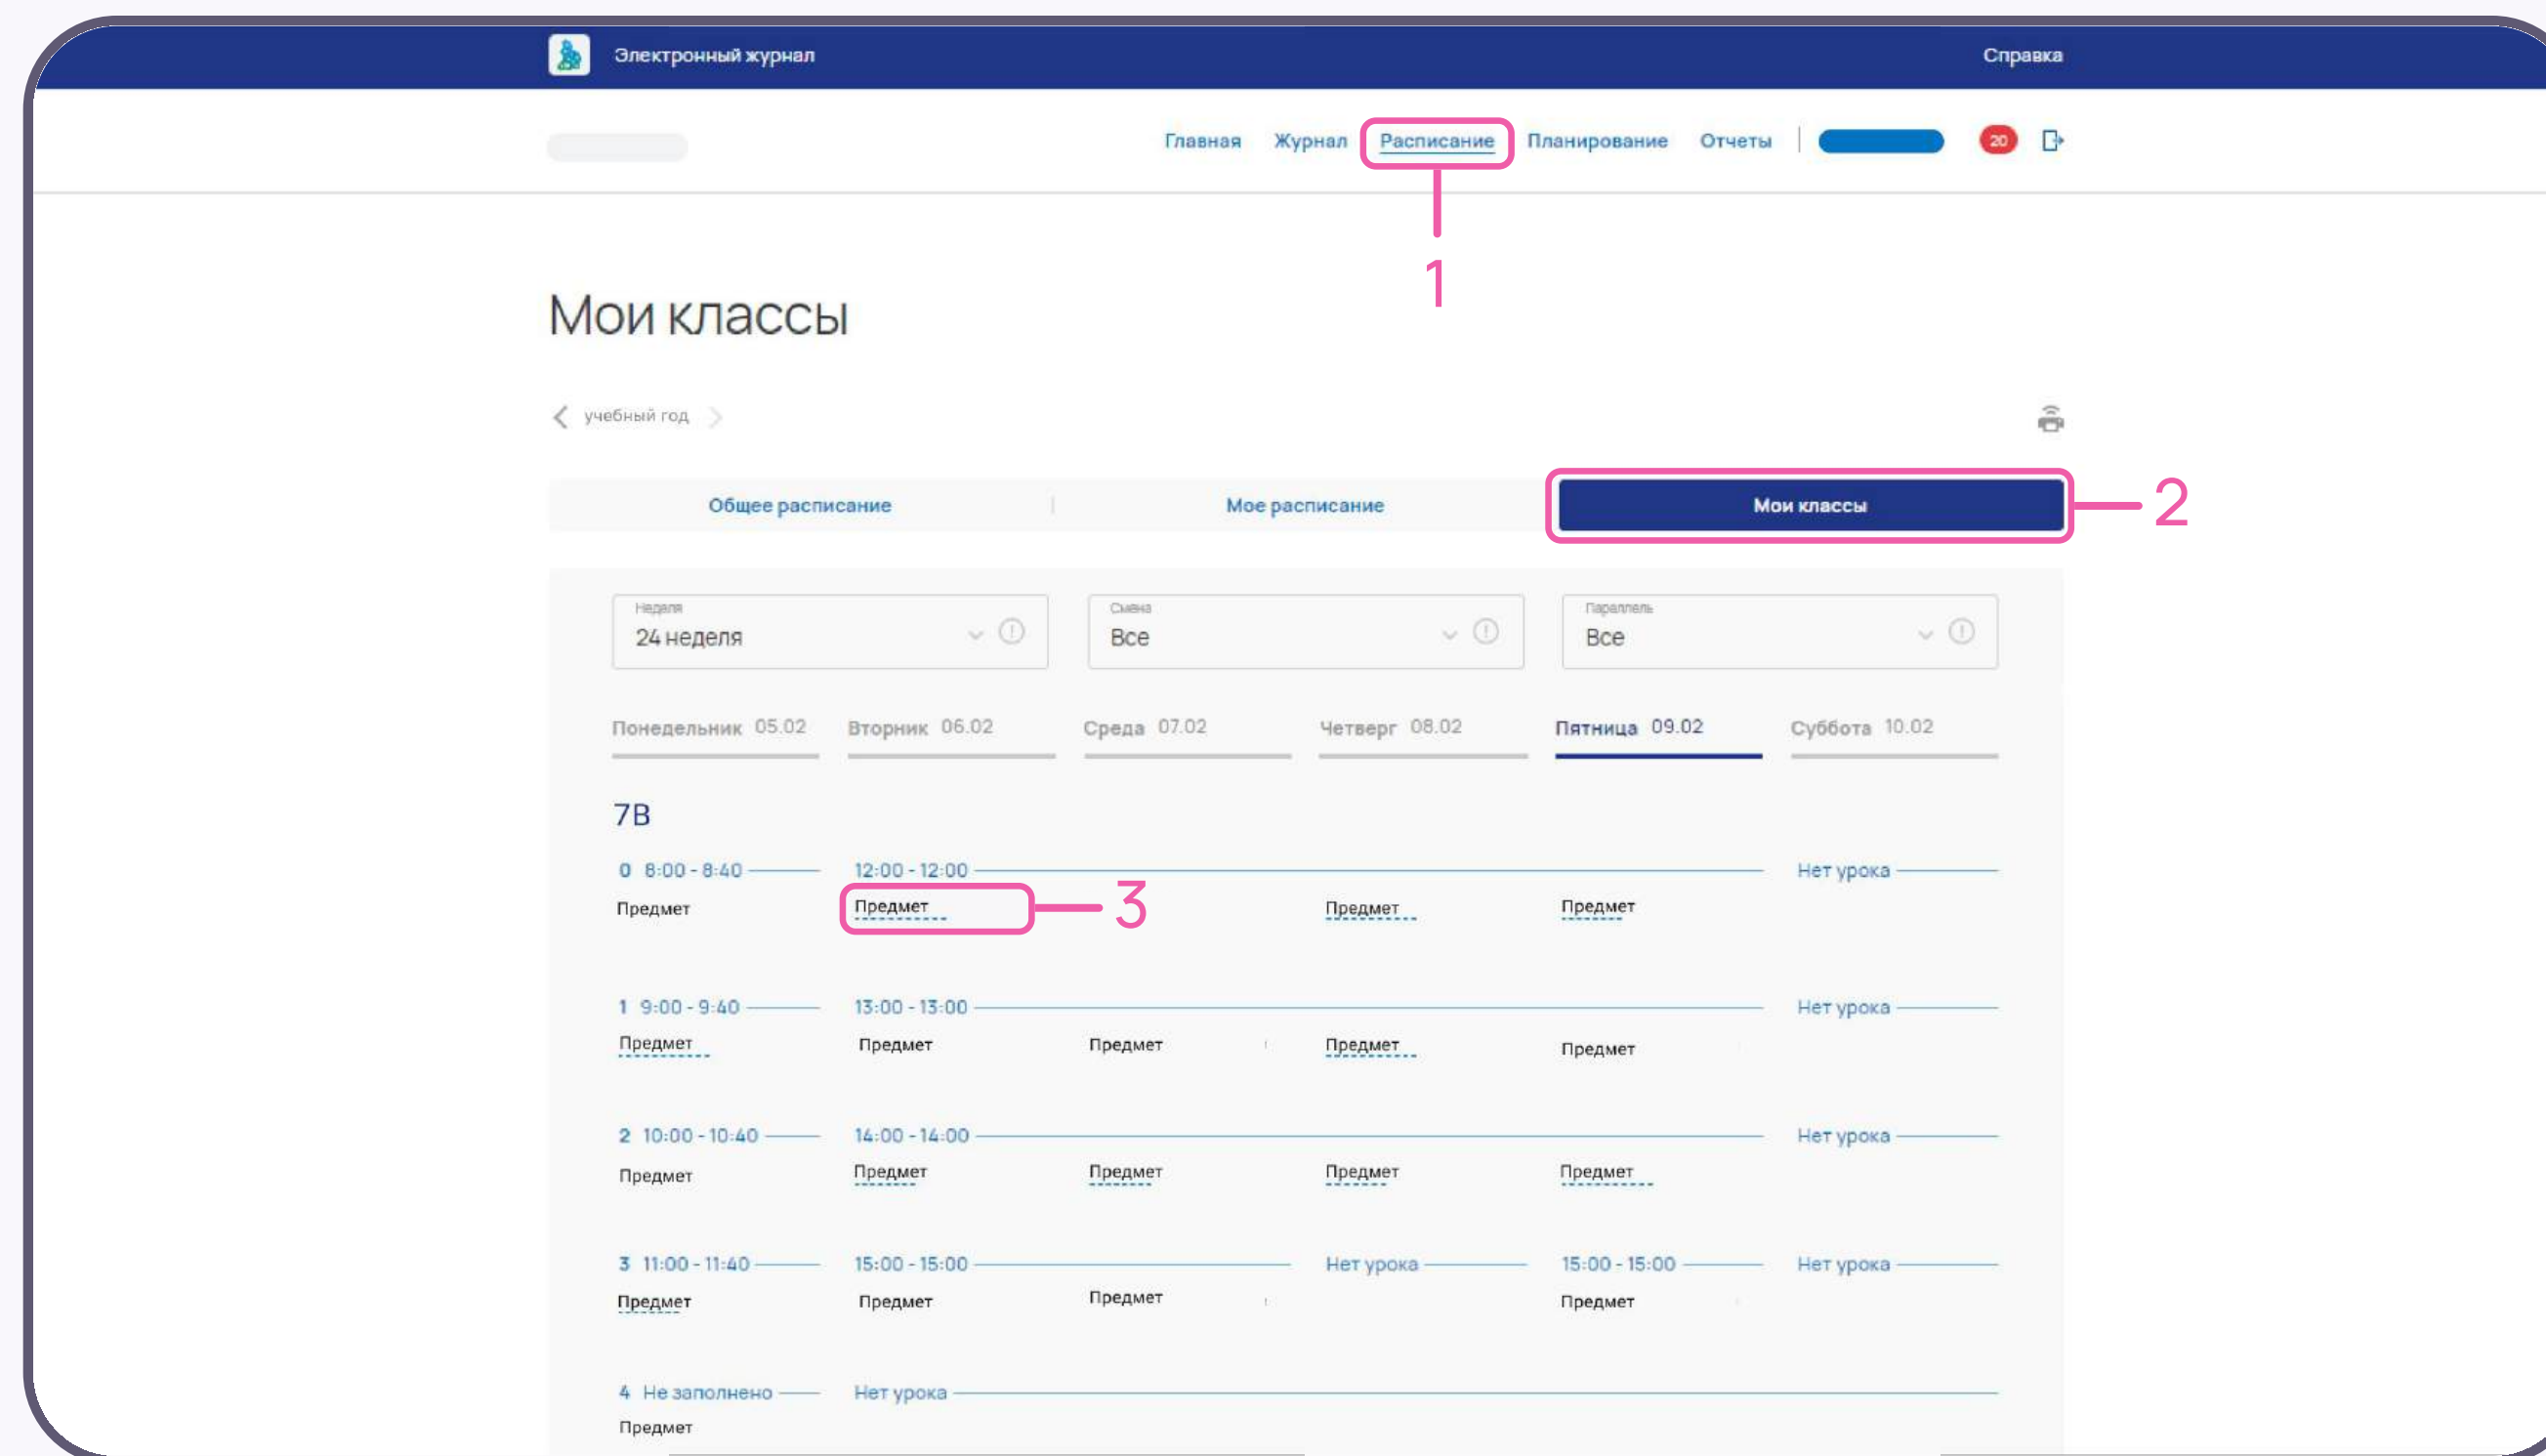 Электронный журнал Справка
Главная Журнал Расписание Планирование Отчеты 20
1
Мои классы
учебный год
Общее расписание Мое расписание Мои классы 2
Неделя Смена Параллель
24 неделя Все Все
Понедельник 05.02 Вторник 06.02 Среда 07.02 Четверг 08.02 Пятница 09.02 Суббота 10.02
7В
0 8:00 - 8:40 12:00 - 12:00 Нет урока
Предмет Предмет 3 Предмет Предмет
1 9:00 - 9:40 13:00 - 13:00 Нет урока
Предмет Предмет Предмет Предмет Предмет
2 10:00 - 10:40 14:00 - 14:00 Нет урока
Предмет Предмет Предмет Предмет Предмет
3 11:00 - 11:40 15:00 - 15:00 Нет урока 15:00 - 15:00 Нет урока
Предмет Предмет Предмет Предмет
4 Не заполнено Нет урока
Предмет